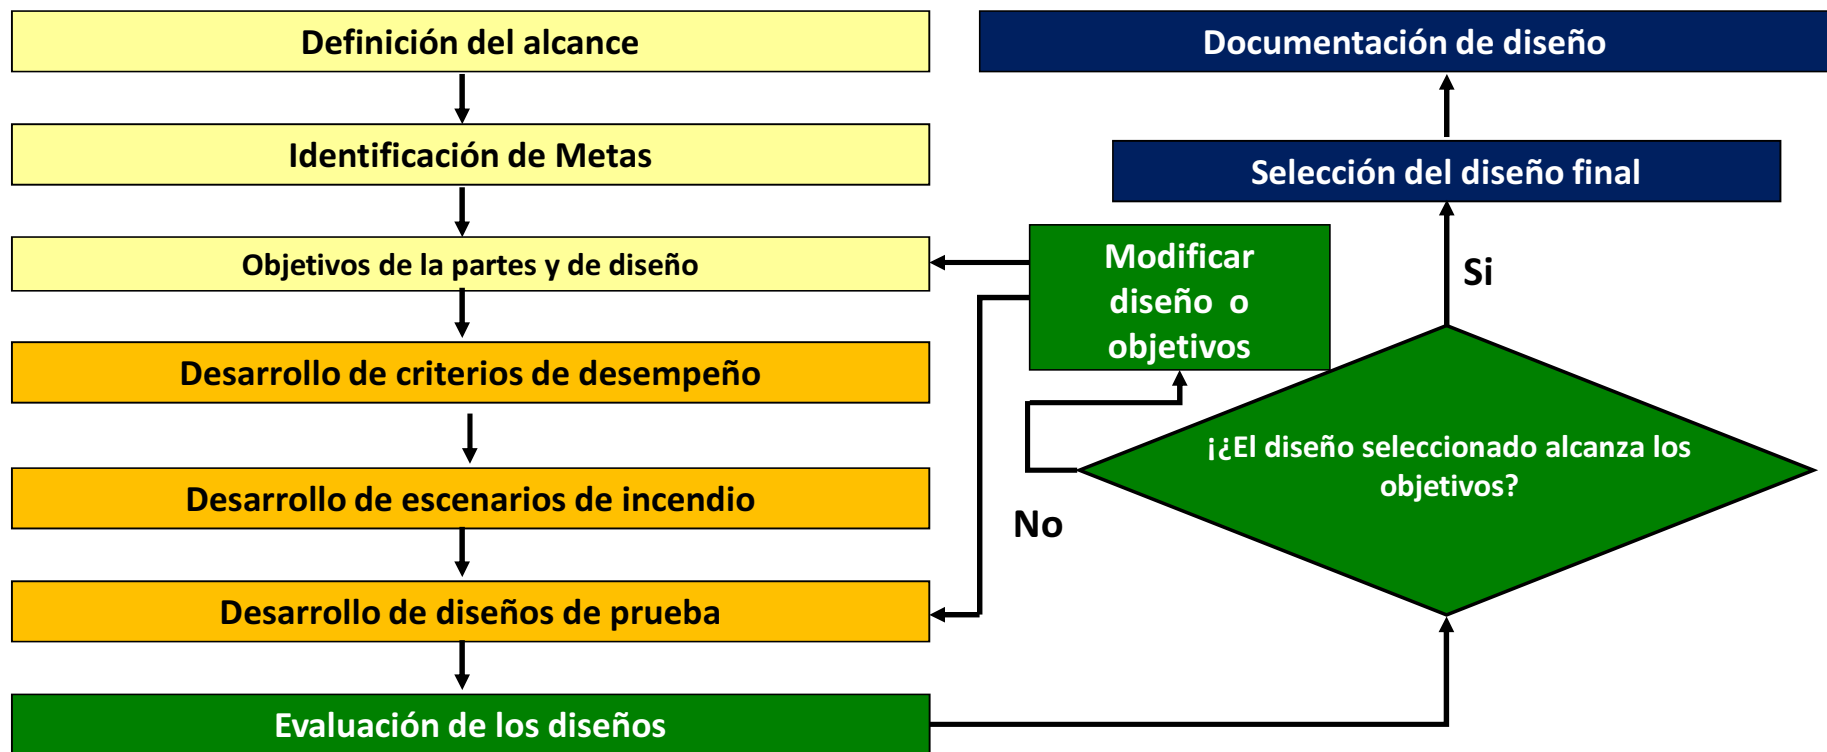 Definición del alcance
Identificación de Metas
Objetivos de la partes y de diseño
Desarrollo de criterios de desempeño
Desarrollo de escenarios de incendio
Desarrollo de diseños de prueba
Evaluación de los diseños
Documentación de diseño
Selección del diseño final
Modificar
diseño o
objetivos
Si
¡¿El diseño seleccionado alcanza los
objetivos?
No